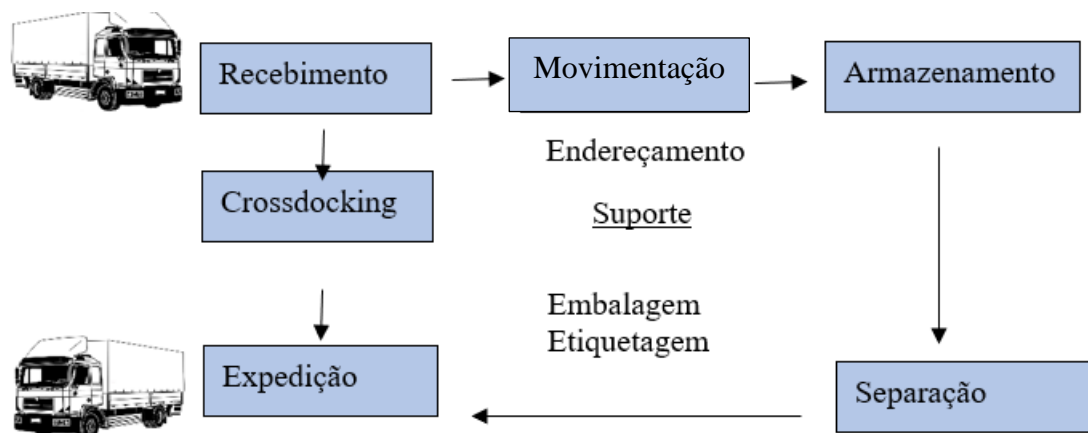 Recebimento
Movimentação
Armazenamento
Endereçamento
Crossdocking
Suporte
Embalagem
Etiquetagem
Expedição
Separação